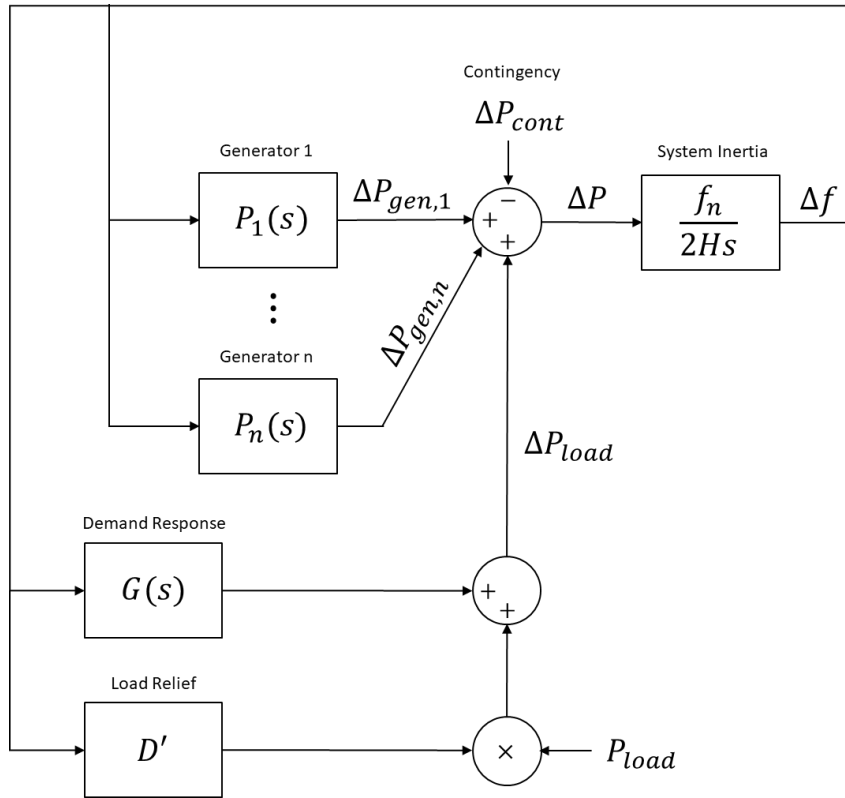 Contingency
ΔP_cont
Generator 1
System Inertia
P_1(s)
ΔP_gen,1
+ −
+
ΔP
f_n
2Hs
Δf
⋮
Generator n
ΔP_gen,n
P_n(s)
ΔP_load
Demand Response
G(s)
+
+
Load Relief
D′
×
P_load